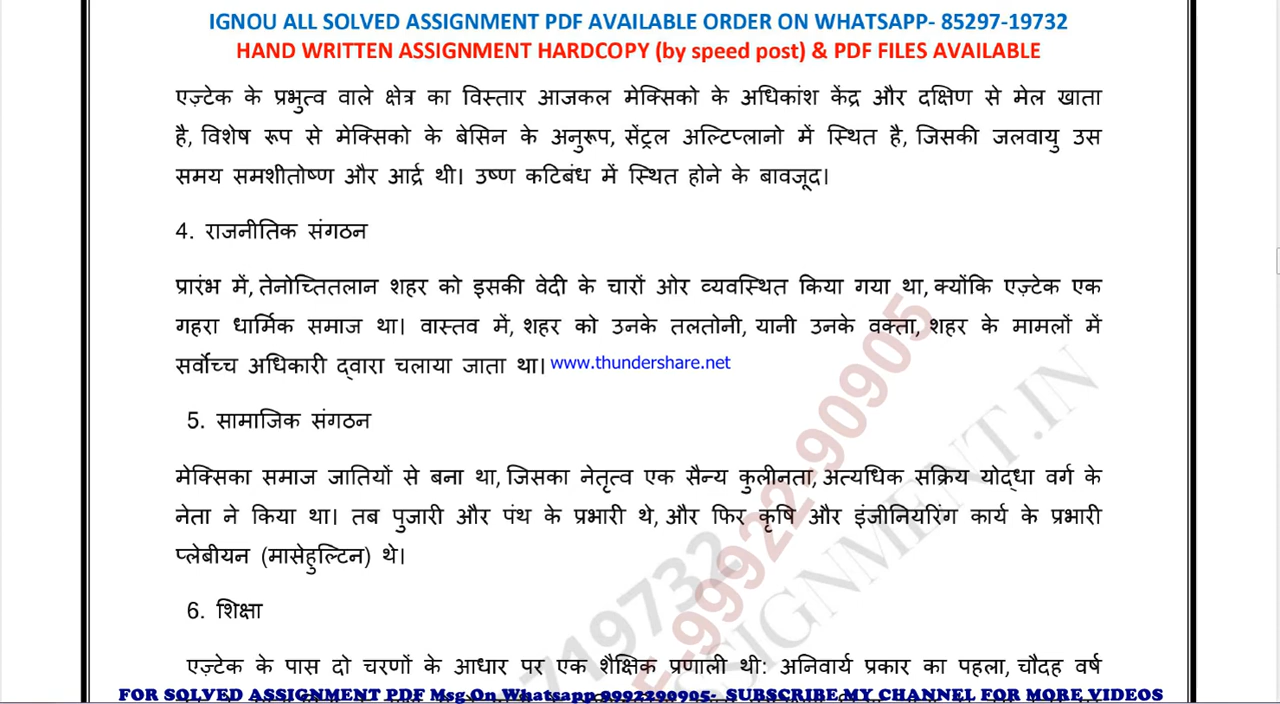 IGNOU ALL SOLVED ASSIGNMENT PDF AVAILABLE ORDER ON WHATSAPP- 85297-19732
HAND WRITTEN ASSIGNMENT HARDCOPY (by speed post) & PDF FILES AVAILABLE
एज़्टेक के प्रभुत्व वाले क्षेत्र का विस्तार आजकल मेक्सिको के अधिकांश केंद्र और दक्षिण से मेल खाता
है, विशेष रूप से मेक्सिको के बेसिन के अनुरूप, सेंट्रल अल्टिप्लानो में स्थित है, जिसकी जलवायु उस
समय समशीतोष्ण और आर्द्र थी। उष्ण कटिबंध में स्थित होने के बावजूद।
4. राजनीतिक संगठन
प्रारंभ में, तेनोच्तितलान शहर को इसकी वेदी के चारों ओर व्यवस्थित किया गया था, क्योंकि एज़्टेक एक
गहरा धार्मिक समाज था। वास्तव में, शहर को उनके तलतोनी, यानी उनके वक्ता, शहर के मामलों में
सर्वोच्च अधिकारी द्वारा चलाया जाता था। www.thundershare.net
5. सामाजिक संगठन
मेक्सिका समाज जातियों से बना था, जिसका नेतृत्व एक सैन्य कुलीनता, अत्यधिक सक्रिय योद्धा वर्ग के
नेता ने किया था। तब पुजारी और पंथ के प्रभारी थे, और फिर कृषि और इंजीनियरिंग कार्य के प्रभारी
प्लेबीयन (मासेहुल्टिन) थे।
6. शिक्षा
एज़्टेक के पास दो चरणों के आधार पर एक शैक्षिक प्रणाली थी: अनिवार्य प्रकार का पहला, चौदह वर्ष
FOR SOLVED ASSIGNMENT PDF Msg On Whatsapp 9992290905- SUBSCRIBE MY CHANNEL FOR MORE VIDEOS